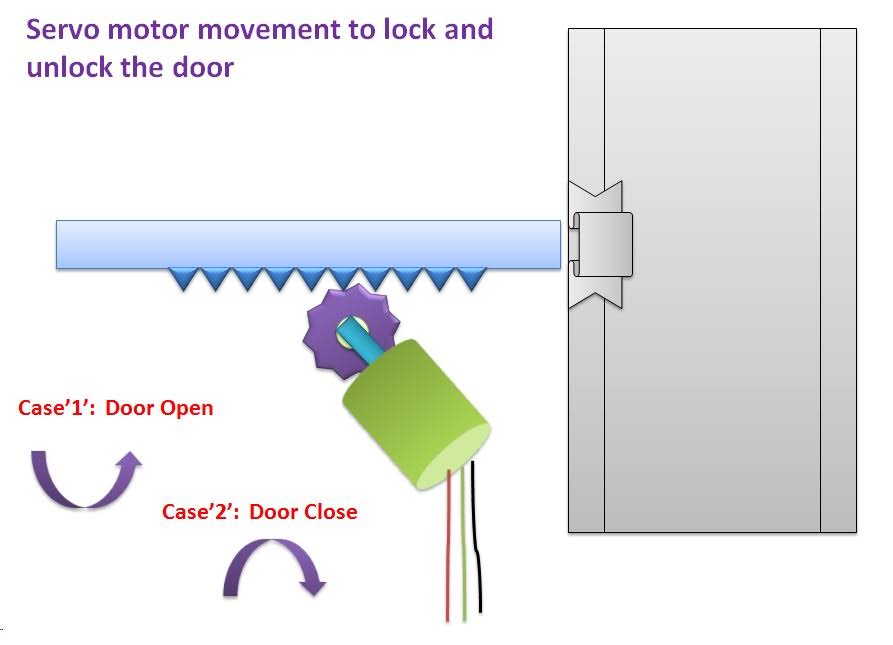 Servo motor movement to lock and
unlock the door
Case’1’: Door Open
Case’2’: Door Close